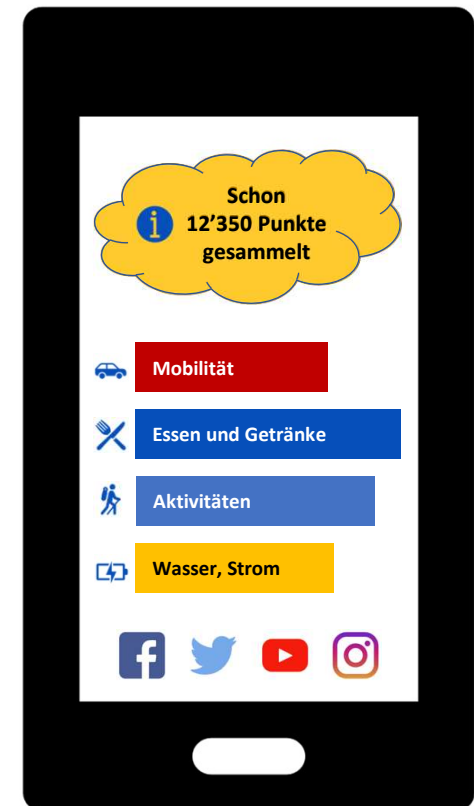 Schon
12’350 Punkte
gesammelt
Mobilität
Essen und Getränke
Aktivitäten
Wasser, Strom